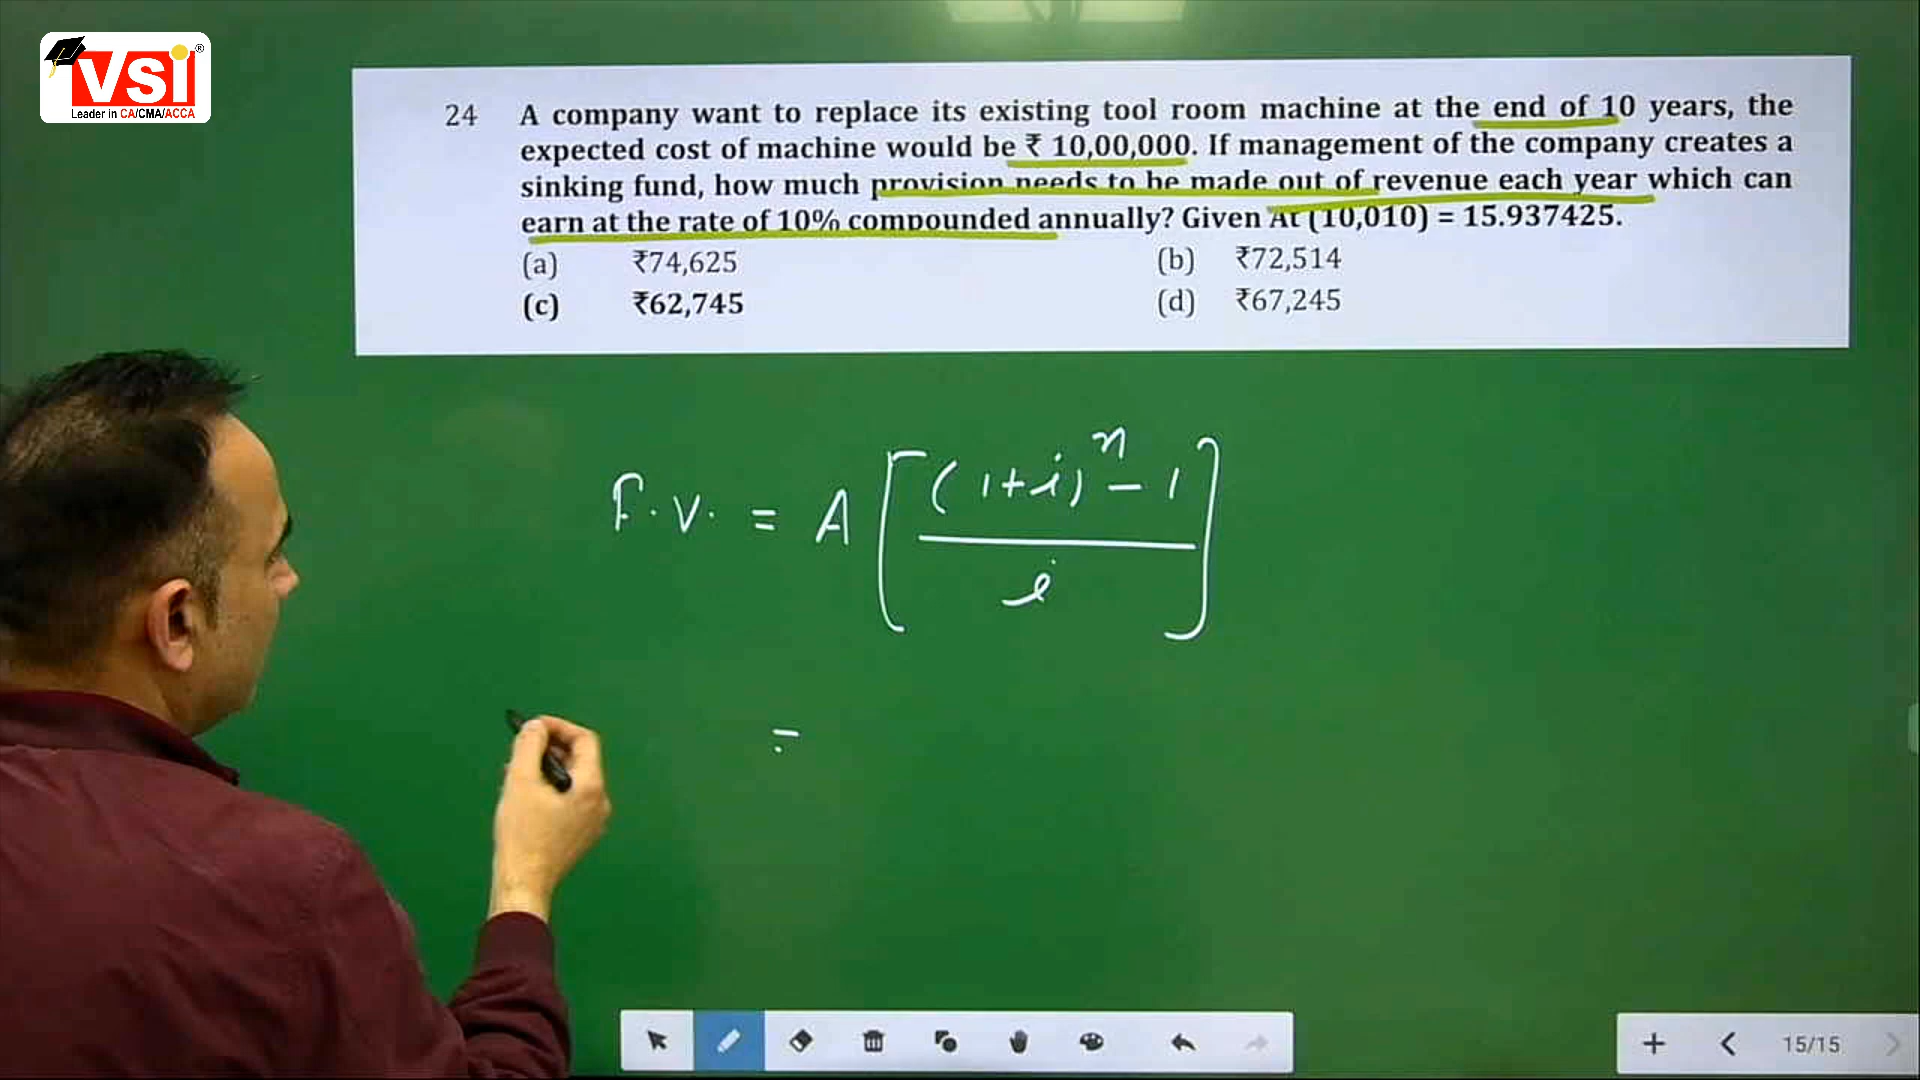 VSI®
Leader in CA/CMA/ACCA
24 A company want to replace its existing tool room machine at the end of 10 years, the
expected cost of machine would be ₹ 10,00,000. If management of the company creates a
sinking fund, how much provision needs to be made out of revenue each year which can
earn at the rate of 10% compounded annually? Given At (10,010) = 15.937425.
(a) ₹74,625 (b) ₹72,514
(c) ₹62,745 (d) ₹67,245
F.V. = A [ (1+i)^n - 1 / i ]
=
15/15